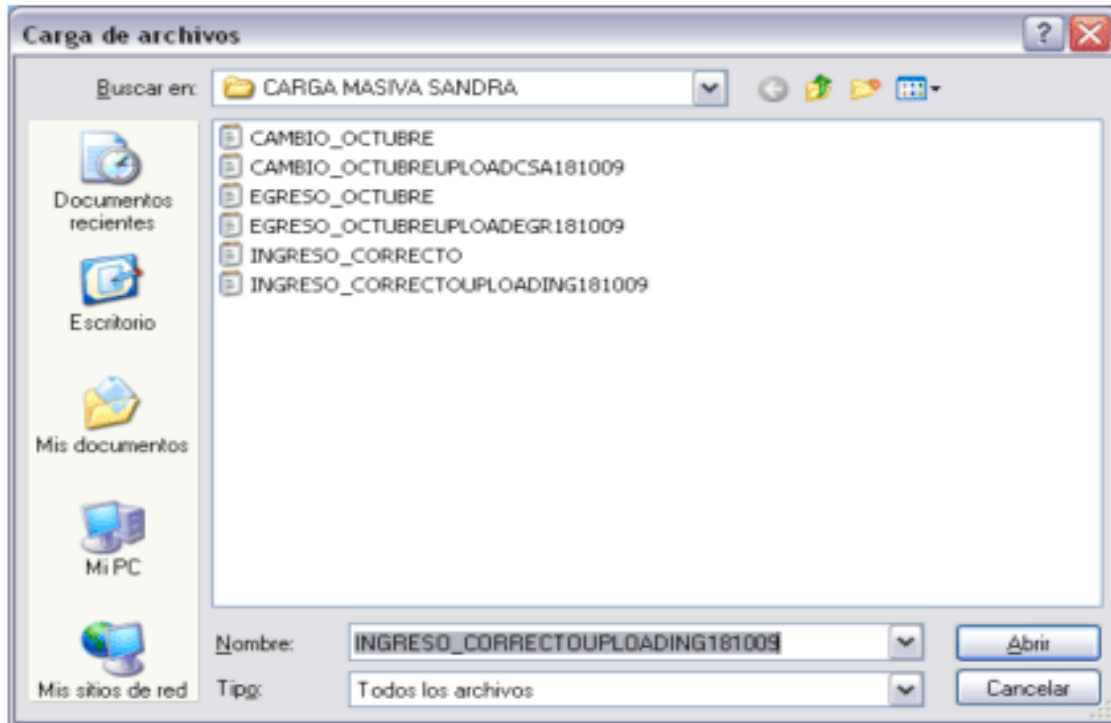 Carga de archivos
Buscar en: CARGA MASIVA SANDRA
Documentos
recientes
Escritorio
Mis documentos
Mi PC
Mis sitios de red
CAMBIO_OCTUBRE
CAMBIO_OCTUBREUPLOADCSA181009
EGRESO_OCTUBRE
EGRESO_OCTUBREUPLOADEGR181009
INGRESO_CORRECTO
INGRESO_CORRECTOUPLOADING181009
Nombre: INGRESO_CORRECTOUPLOADING181009 Abrir
Tipo: Todos los archivos Cancelar